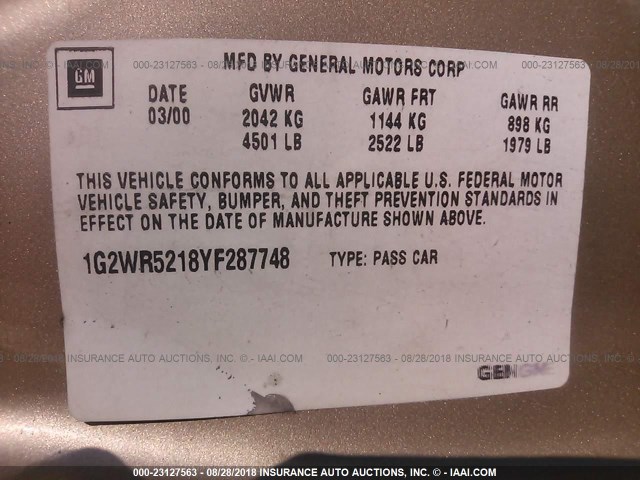 GM
MFD BY GENERAL MOTORS CORP
DATE GVWR GAWR FRT GAWR RR
03/00 2042 KG 1144 KG 898 KG
4501 LB 2522 LB 1979 LB
THIS VEHICLE CONFORMS TO ALL APPLICABLE U.S. FEDERAL MOTOR
VEHICLE SAFETY, BUMPER, AND THEFT PREVENTION STANDARDS IN
EFFECT ON THE DATE OF MANUFACTURE SHOWN ABOVE.
1G2WR5218YF287748 TYPE: PASS CAR
000-23127563 - 08/28/2018 INSURANCE AUTO AUCTIONS, INC. © - IAAI.COM